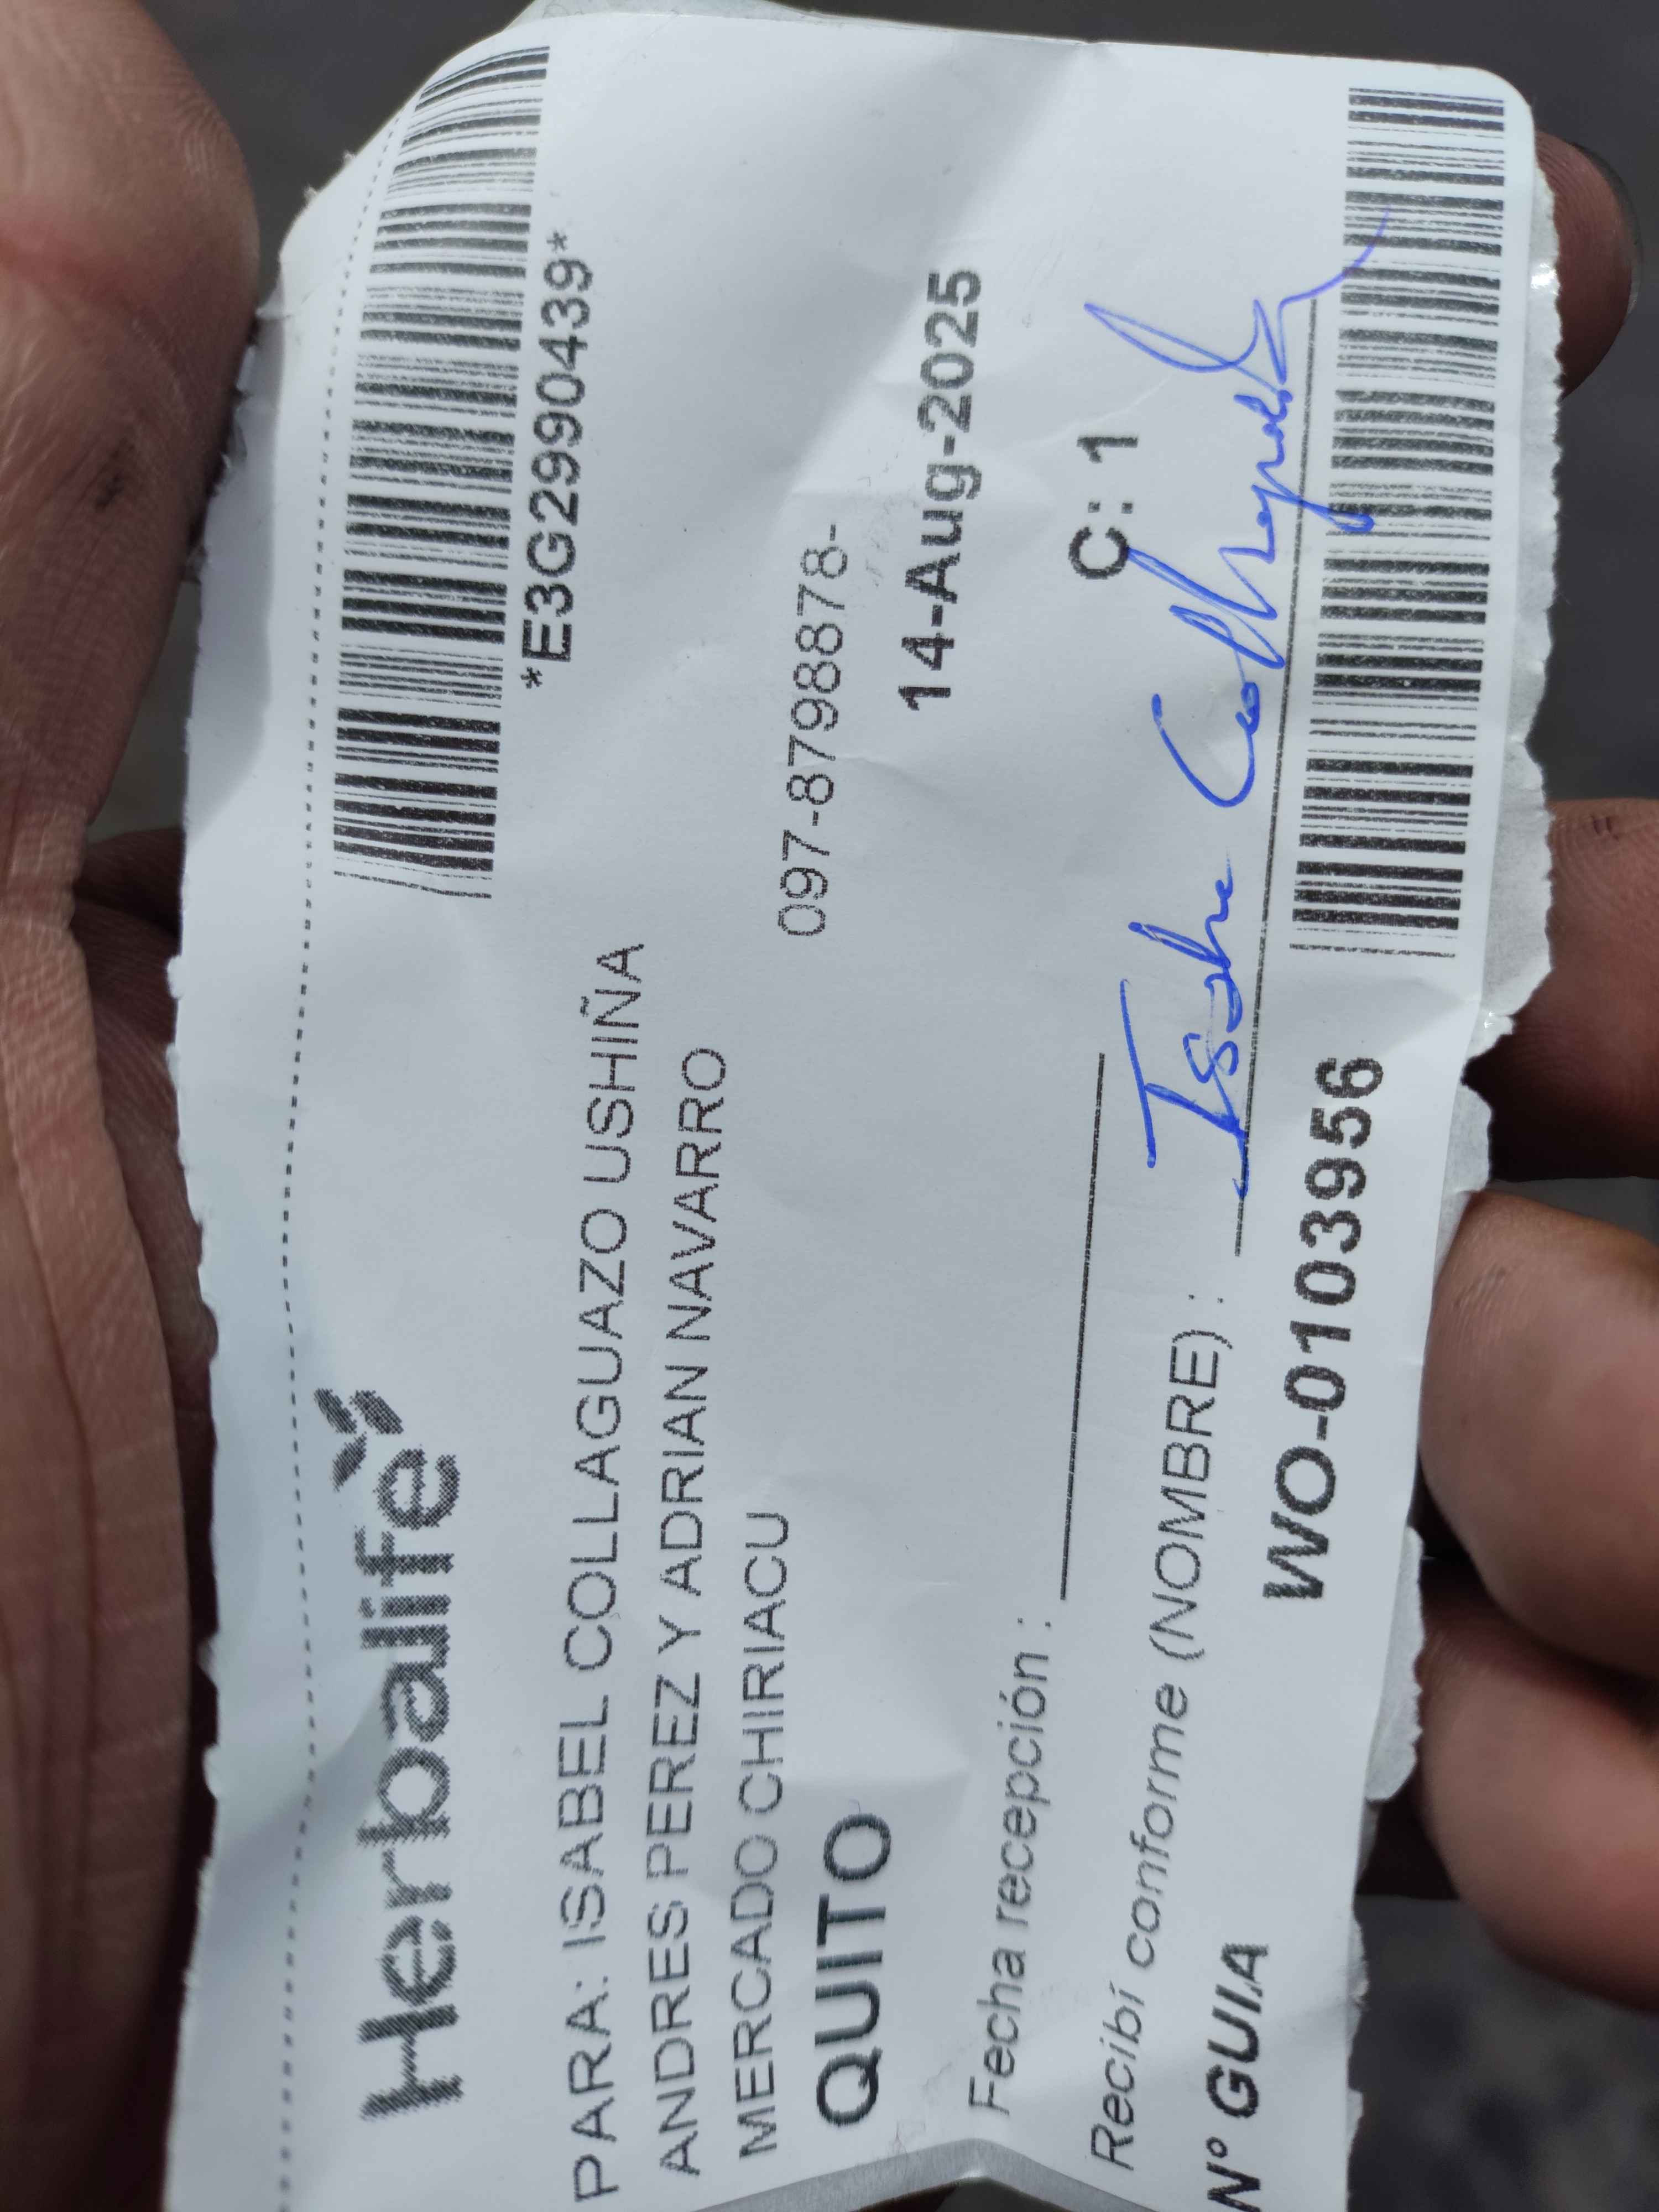 Herbalife
*E3G2990439*
PARA: ISABEL COLLAGUAZO USHIÑA
ANDRES PEREZ Y ADRIAN NAVARRO
MERCADO CHIRIACU
097-8798878-
QUITO
14-Aug-2025
Fecha recepción :
C: 1
Recibí conforme (NOMBRE) :
Nº GUIA WO-0103956